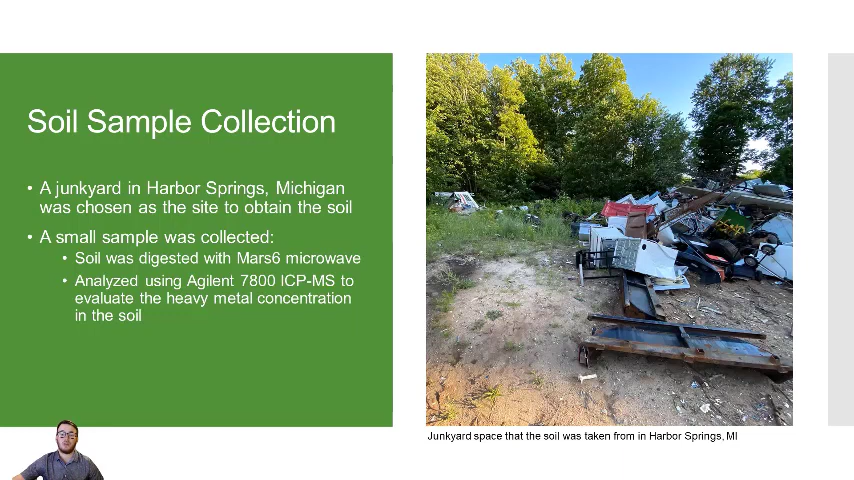 Soil Sample Collection
• A junkyard in Harbor Springs, Michigan
was chosen as the site to obtain the soil
• A small sample was collected:
• Soil was digested with Mars6 microwave
• Analyzed using Agilent 7800 ICP-MS to
evaluate the heavy metal concentration
in the soil
Junkyard space that the soil was taken from in Harbor Springs, MI